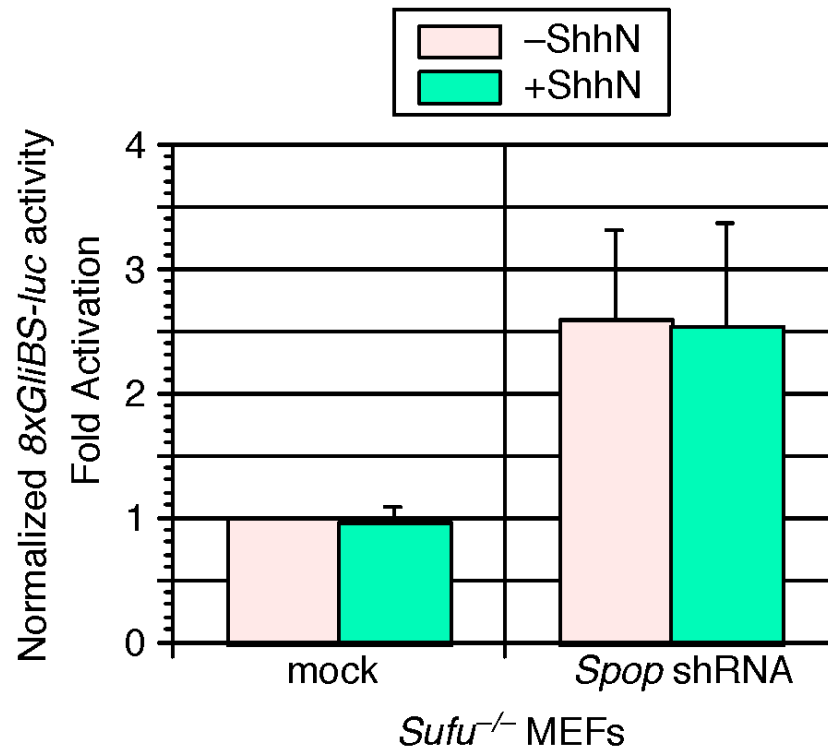 –ShhN
+ShhN
Normalized 8xGliBS-luc activity
Fold Activation
4
3
2
1
0
mock
Spop shRNA
Sufu–/– MEFs